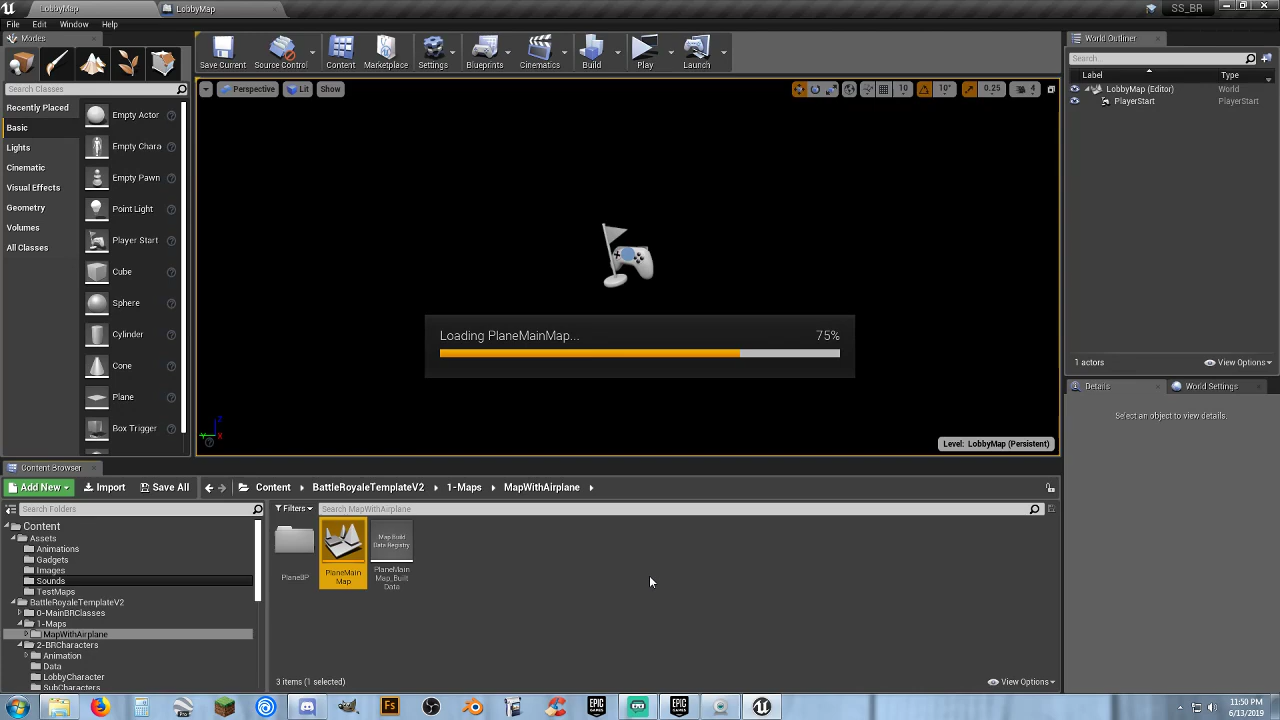 LobbyMap
LobbyMap
SS_BR
File Edit Window Help
Modes
Search Classes
Recently Placed
Basic
Lights
Cinematic
Visual Effects
Geometry
Volumes
All Classes
Empty Actor
Empty Chara
Empty Pawn
Point Light
Player Start
Cube
Sphere
Cylinder
Cone
Plane
Box Trigger
Save Current
Source Control
Content
Marketplace
Settings
Blueprints
Cinematics
Build
Play
Launch
Perspective
Lit
Show
10
10°
0.25
4
Loading PlaneMainMap...
75%
Level: LobbyMap (Persistent)
World Outliner
Search...
Label
Type
LobbyMap (Editor)
World
PlayerStart
PlayerStart
1 actors
View Options
Details
World Settings
Select an object to view details.
Content Browser
Add New
Import
Save All
Content
BattleRoyaleTemplateV2
1-Maps
MapWithAirplane
Search Folders
Filters
Search MapWithAirplane
Content
Assets
Animations
Gadgets
Images
Sounds
TestMaps
BattleRoyaleTemplateV2
0-MainBRClasses
1-Maps
MapWithAirplane
2-BRCharacters
Animation
Data
LobbyCharacter
SubCharacters
PlaneBP
PlaneMain
Map
Map Build
Data Registry
PlaneMain
Map_Built
Data
3 items (1 selected)
View Options
11:50 PM
6/13/2019